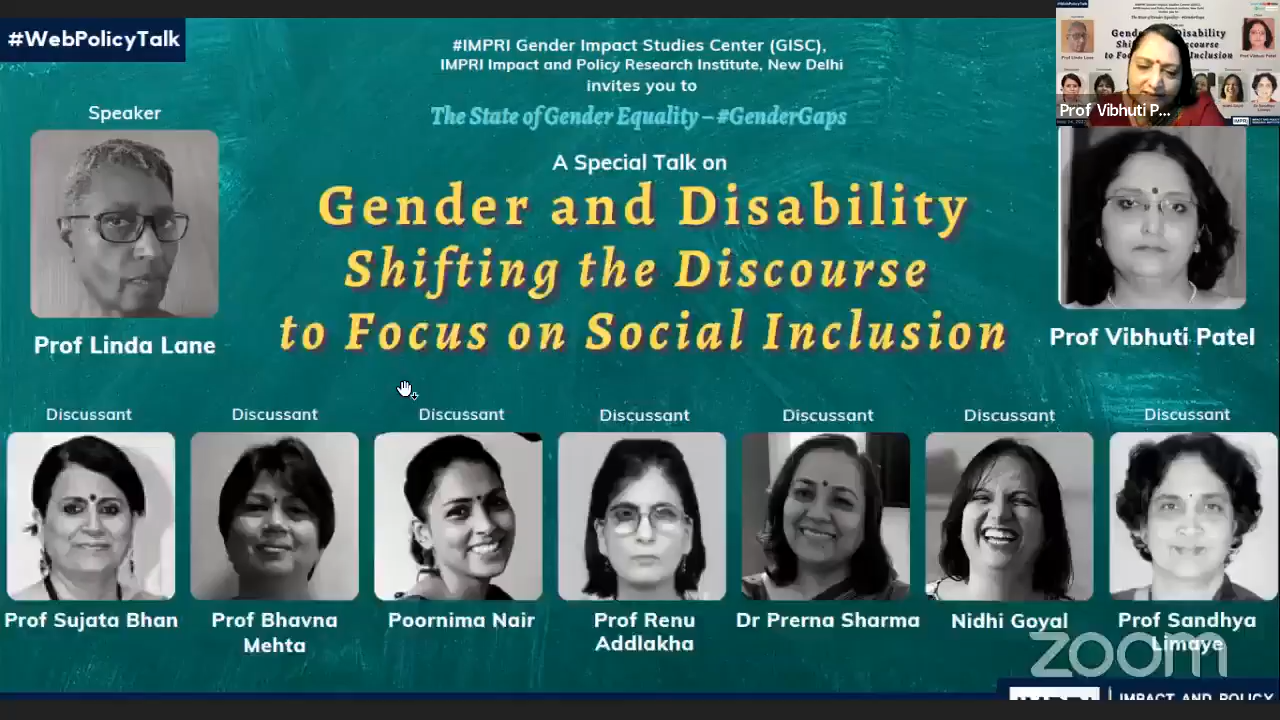 #WebPolicyTalk
#IMPRI Gender Impact Studies Center (GISC),
IMPRI Impact and Policy Research Institute, New Delhi
invites you to
The State of Gender Equality – #GenderGaps
A Special Talk on
Gender and Disability
Shifting the Discourse
to Focus on Social Inclusion
Speaker
Prof Linda Lane
Prof Vibhuti P...
Prof Vibhuti Patel
Discussant
Discussant
Discussant
Discussant
Discussant
Discussant
Discussant
Prof Sujata Bhan
Prof Bhavna
Mehta
Poornima Nair
Prof Renu
Addlakha
Dr Prerna Sharma
Nidhi Goyal
Prof Sandhya
Limaye
zoom
IMPACT AND POLICY